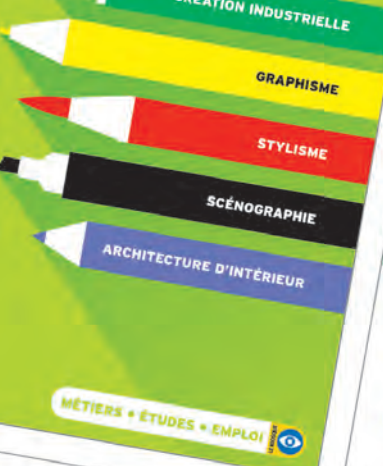 CRÉATION INDUSTRIELLE
GRAPHISME
STYLISME
SCÉNOGRAPHIE
ARCHITECTURE D'INTÉRIEUR
MÉTIERS • ÉTUDES • EMPLOI